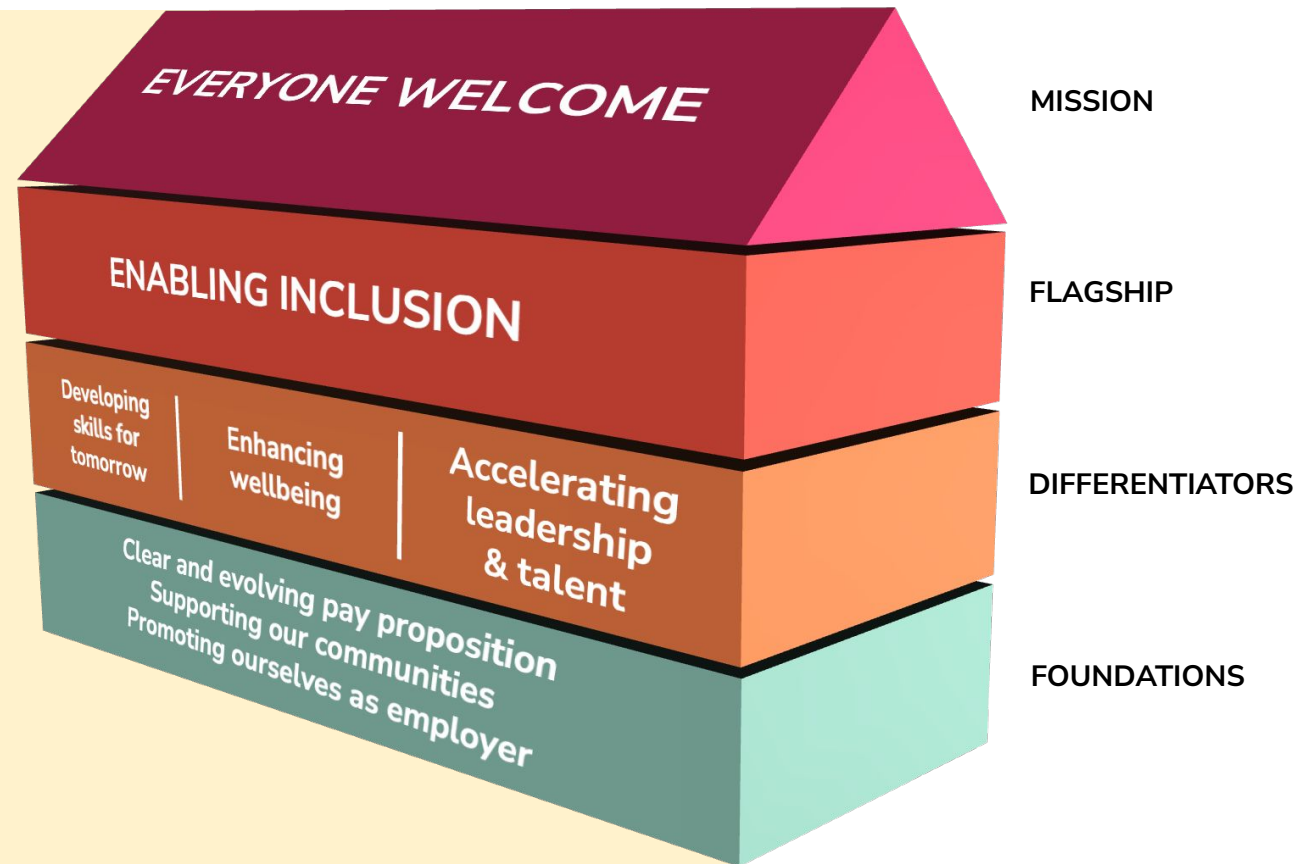 EVERYONE WELCOME
MISSION
ENABLING INCLUSION
FLAGSHIP
Developing
skills for
tomorrow
Enhancing
wellbeing
Accelerating
leadership
& talent
DIFFERENTIATORS
Clear and evolving pay proposition
Supporting our communities
Promoting ourselves as employer
FOUNDATIONS